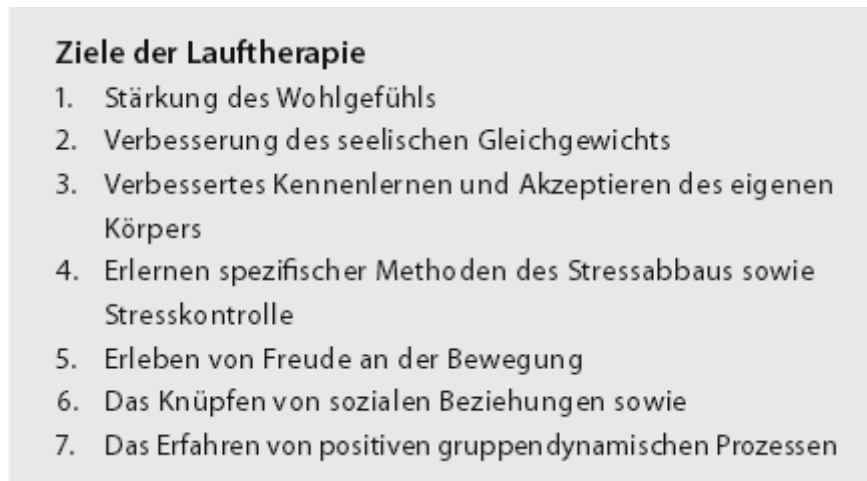 Ziele der Lauftherapie
1. Stärkung des Wohlgefühls
2. Verbesserung des seelischen Gleichgewichts
3. Verbessertes Kennenlernen und Akzeptieren des eigenen
Körpers
4. Erlernen spezifischer Methoden des Stressabbaus sowie
Stresskontrolle
5. Erleben von Freude an der Bewegung
6. Das Knüpfen von sozialen Beziehungen sowie
7. Das Erfahren von positiven gruppendynamischen Prozessen